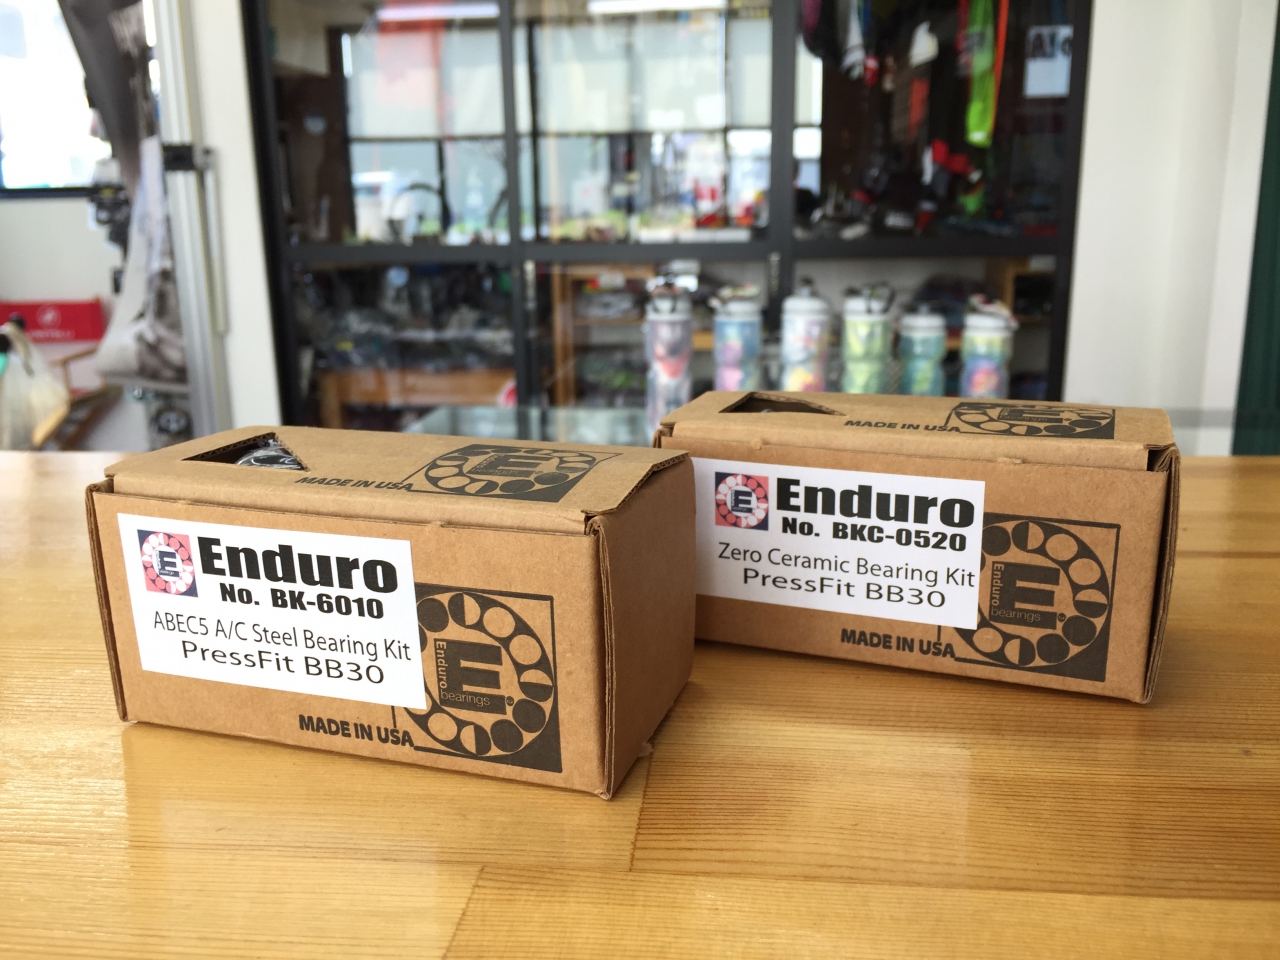 MADE IN USA
E
Enduro
No. BK-6010
ABEC5 A/C Steel Bearing Kit
PressFit BB30
E
Enduro
bearings
MADE IN USA
MADE IN USA
E
Enduro
No. BKC-0520
Zero Ceramic Bearing Kit
PressFit BB30
E
Enduro
bearings
MADE IN USA